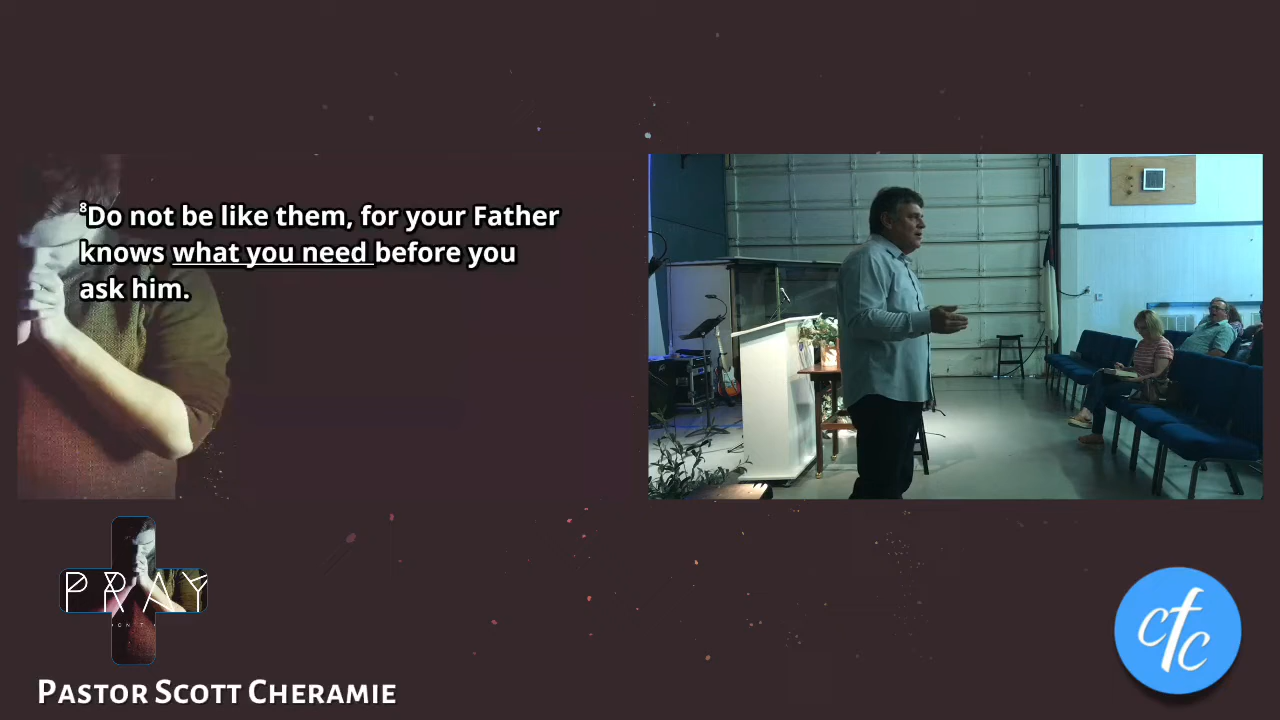 ⁸Do not be like them, for your Father
knows what you need before you
ask him.
PRAY
Pastor Scott Cheramie
cfc